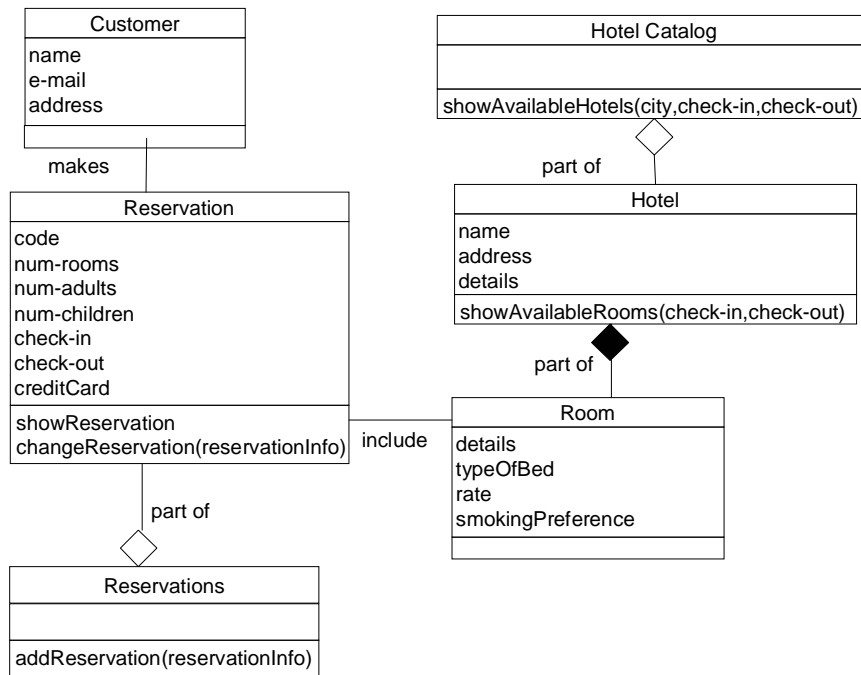 Customer
name
e-mail
address
makes
Reservation
code
num-rooms
num-adults
num-children
check-in
check-out
creditCard
showReservation
changeReservation(reservationInfo)
part of
Reservations
addReservation(reservationInfo)
include
Hotel Catalog
showAvailableHotels(city,check-in,check-out)
part of
Hotel
name
address
details
showAvailableRooms(check-in,check-out)
part of
Room
details
typeOfBed
rate
smokingPreference